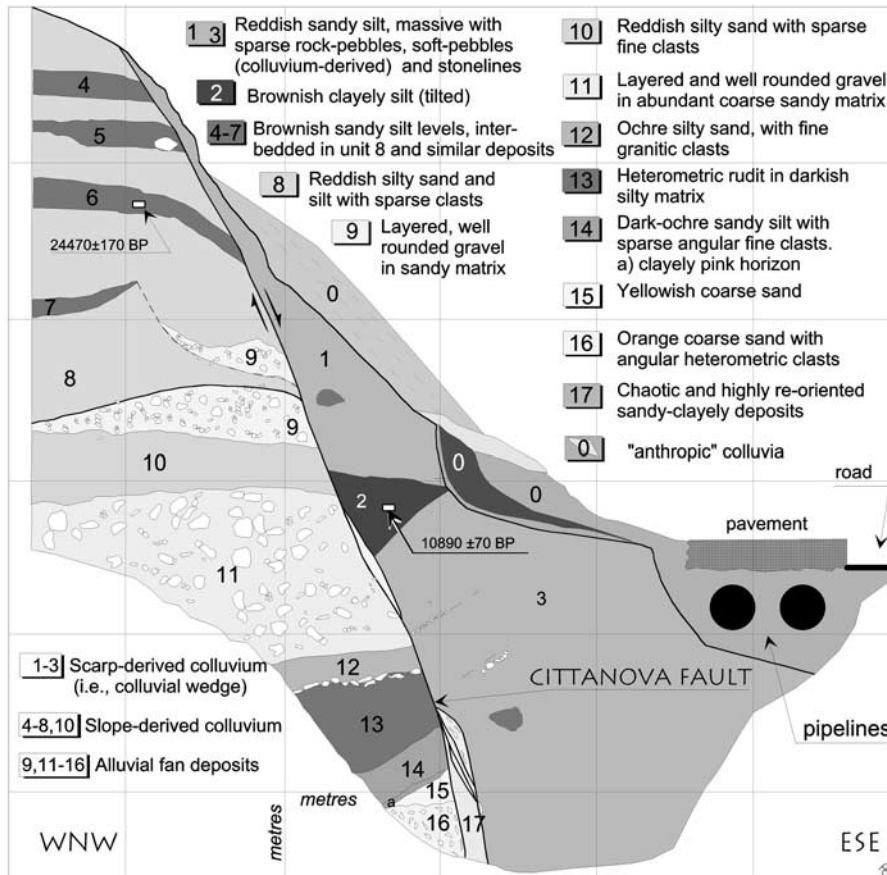 1 3 Reddish sandy silt, massive with
sparse rock-pebbles, soft-pebbles
(colluvium-derived) and stonelines
2 Brownish clayely silt (tilted)
4-7 Brownish sandy silt levels, inter-
bedded in unit 8 and similar deposits
8 Reddish silty sand and
silt with sparse clasts
9 Layered, well
rounded gravel
in sandy matrix
10 Reddish silty sand with sparse
fine clasts
11 Layered and well rounded gravel
in abundant coarse sandy matrix
12 Ochre silty sand, with fine
granitic clasts
13 Heterometric rudit in darkish
silty matrix
14 Dark-ochre sandy silt with
sparse angular fine clasts.
a) clayely pink horizon
15 Yellowish coarse sand
16 Orange coarse sand with
angular heterometric clasts
17 Chaotic and highly re-oriented
sandy-clayely deposits
0 "anthropic" colluvia
4
5
6
24470±170 BP
7
8
9
9
10
11
0
1
2
10890 ±70 BP
0
0
3
road
pavement
pipelines
CITTANOVA FAULT
12
13
14
a
15
16
17
1-3 Scarp-derived colluvium
(i.e., colluvial wedge)
4-8,10 Slope-derived colluvium
9,11-16 Alluvial fan deposits
metres
metres
WNW
ESE